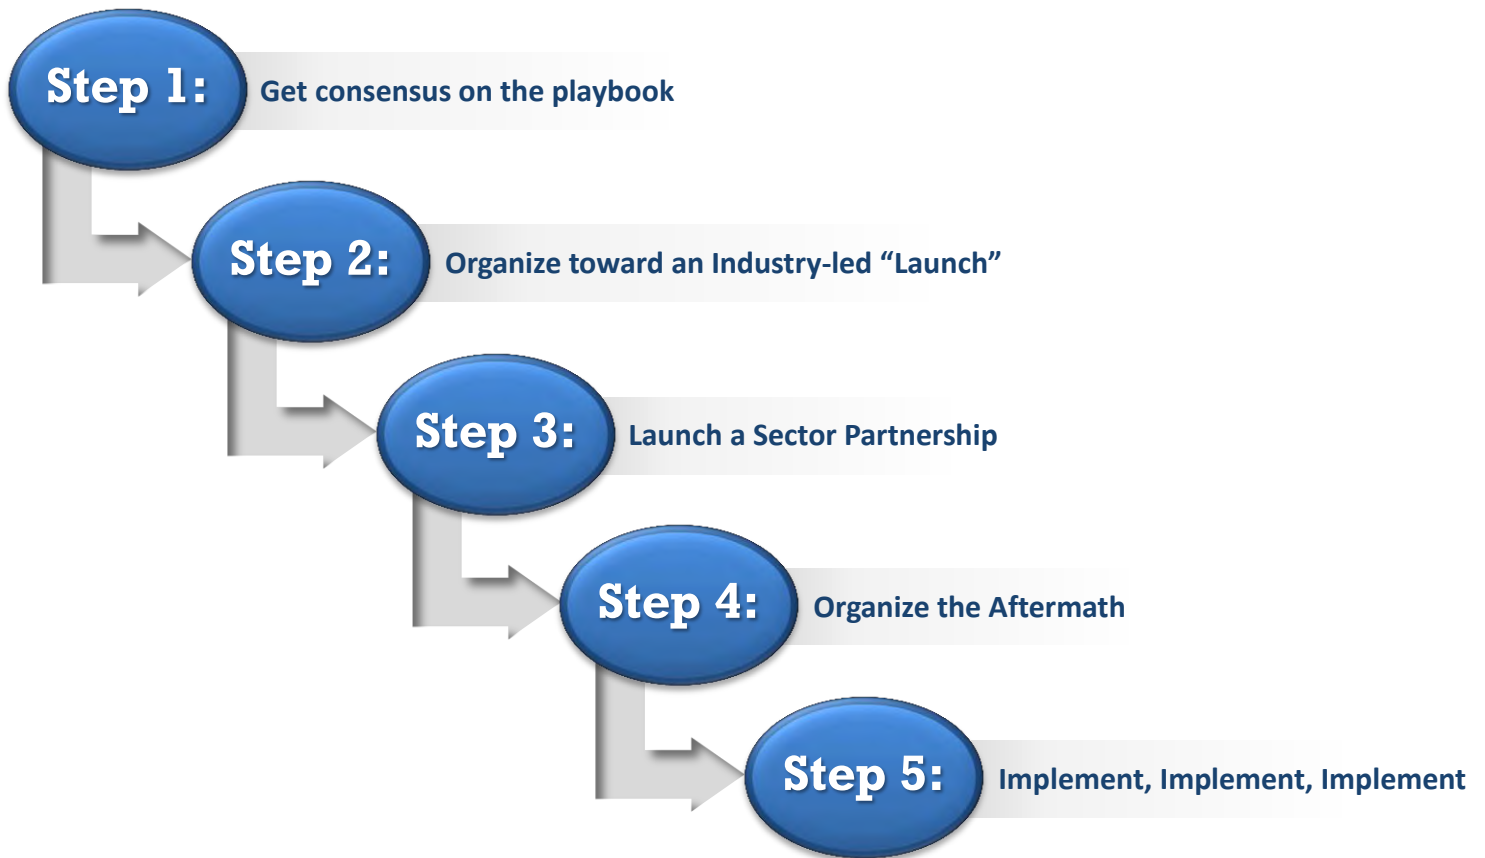 Step 1:
Get consensus on the playbook
Step 2:
Organize toward an Industry-led “Launch”
Step 3:
Launch a Sector Partnership
Step 4:
Organize the Aftermath
Step 5:
Implement, Implement, Implement